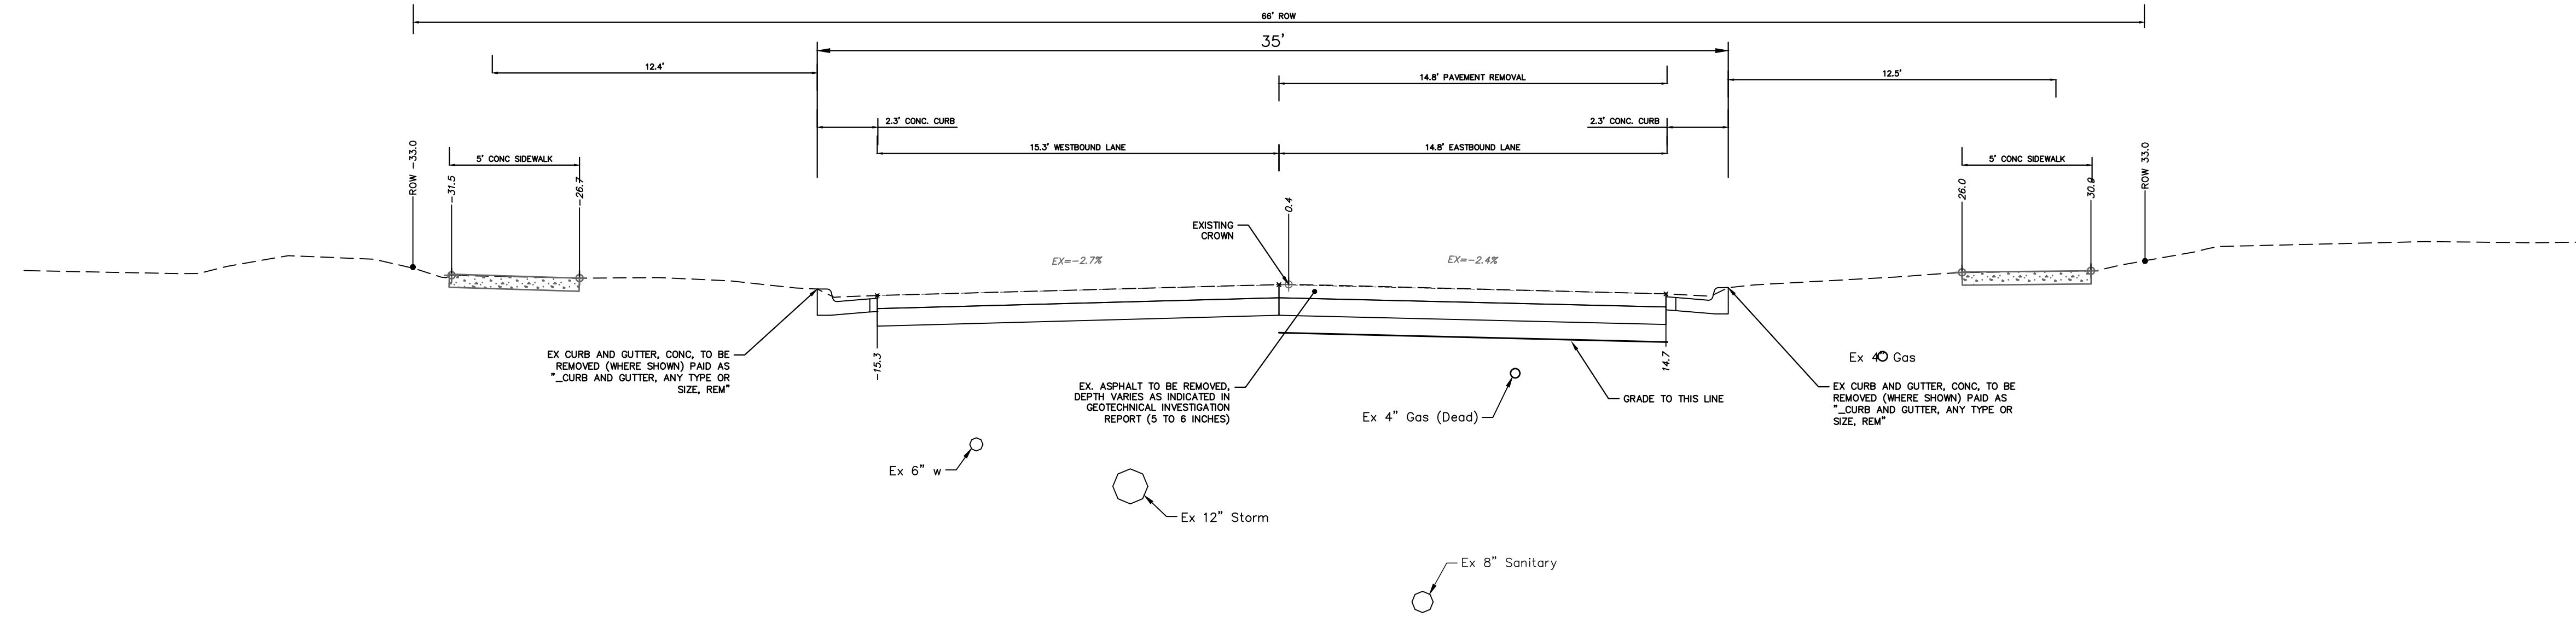 66' ROW
35'
12.4'
14.8' PAVEMENT REMOVAL
12.5'
2.3' CONC. CURB
2.3' CONC. CURB
15.3' WESTBOUND LANE
14.8' EASTBOUND LANE
5' CONC SIDEWALK
5' CONC SIDEWALK
ROW -33.0
-31.5
-26.7
0.4
26.0
30.9
ROW 33.0
EXISTING
CROWN
EX=-2.7%
EX=-2.4%
-15.3
14.7
EX CURB AND GUTTER, CONC, TO BE
REMOVED (WHERE SHOWN) PAID AS
"_CURB AND GUTTER, ANY TYPE OR
SIZE, REM"
EX. ASPHALT TO BE REMOVED,
DEPTH VARIES AS INDICATED IN
GEOTECHNICAL INVESTIGATION
REPORT (5 TO 6 INCHES)
Ex 4" Gas (Dead)
GRADE TO THIS LINE
Ex 4" Gas
EX CURB AND GUTTER, CONC, TO BE
REMOVED (WHERE SHOWN) PAID AS
"_CURB AND GUTTER, ANY TYPE OR
SIZE, REM"
Ex 6" w
Ex 12" Storm
Ex 8" Sanitary